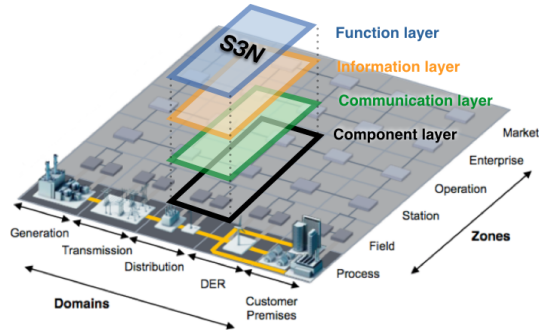 S3N
Function layer
Information layer
Communication layer
Component layer
Market
Enterprise
Operation
Station
Field
Process
Zones
Generation
Transmission
Distribution
DER
Customer
Premises
Domains